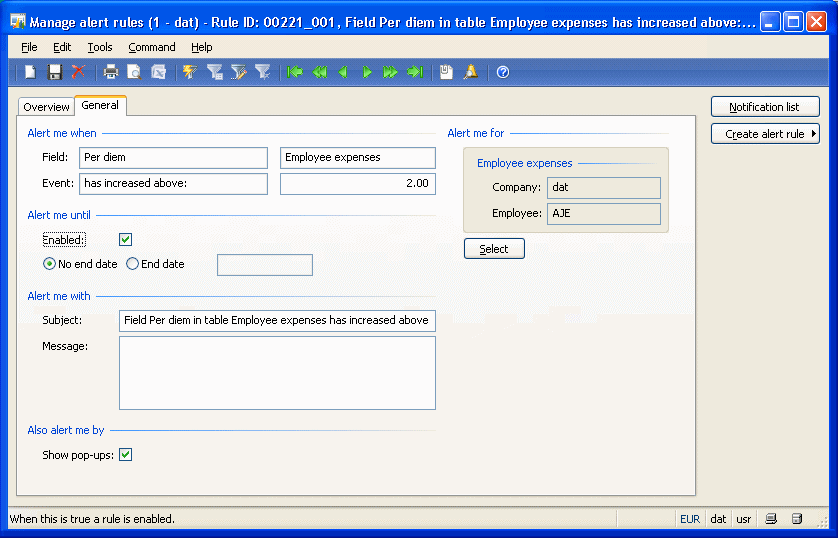 Manage alert rules (1 - dat) - Rule ID: 00221_001, Field Per diem in table Employee expenses has increased above:...
File Edit Tools Command Help
Overview General
Notification list
Create alert rule
Alert me when
Field: Per diem Employee expenses
Event: has increased above: 2.00
Alert me until
Enabled:
No end date End date
Alert me with
Subject: Field Per diem in table Employee expenses has increased above
Message:
Also alert me by
Show pop-ups:
Alert me for
Employee expenses
Company: dat
Employee: AJE
Select
When this is true a rule is enabled. EUR dat usr